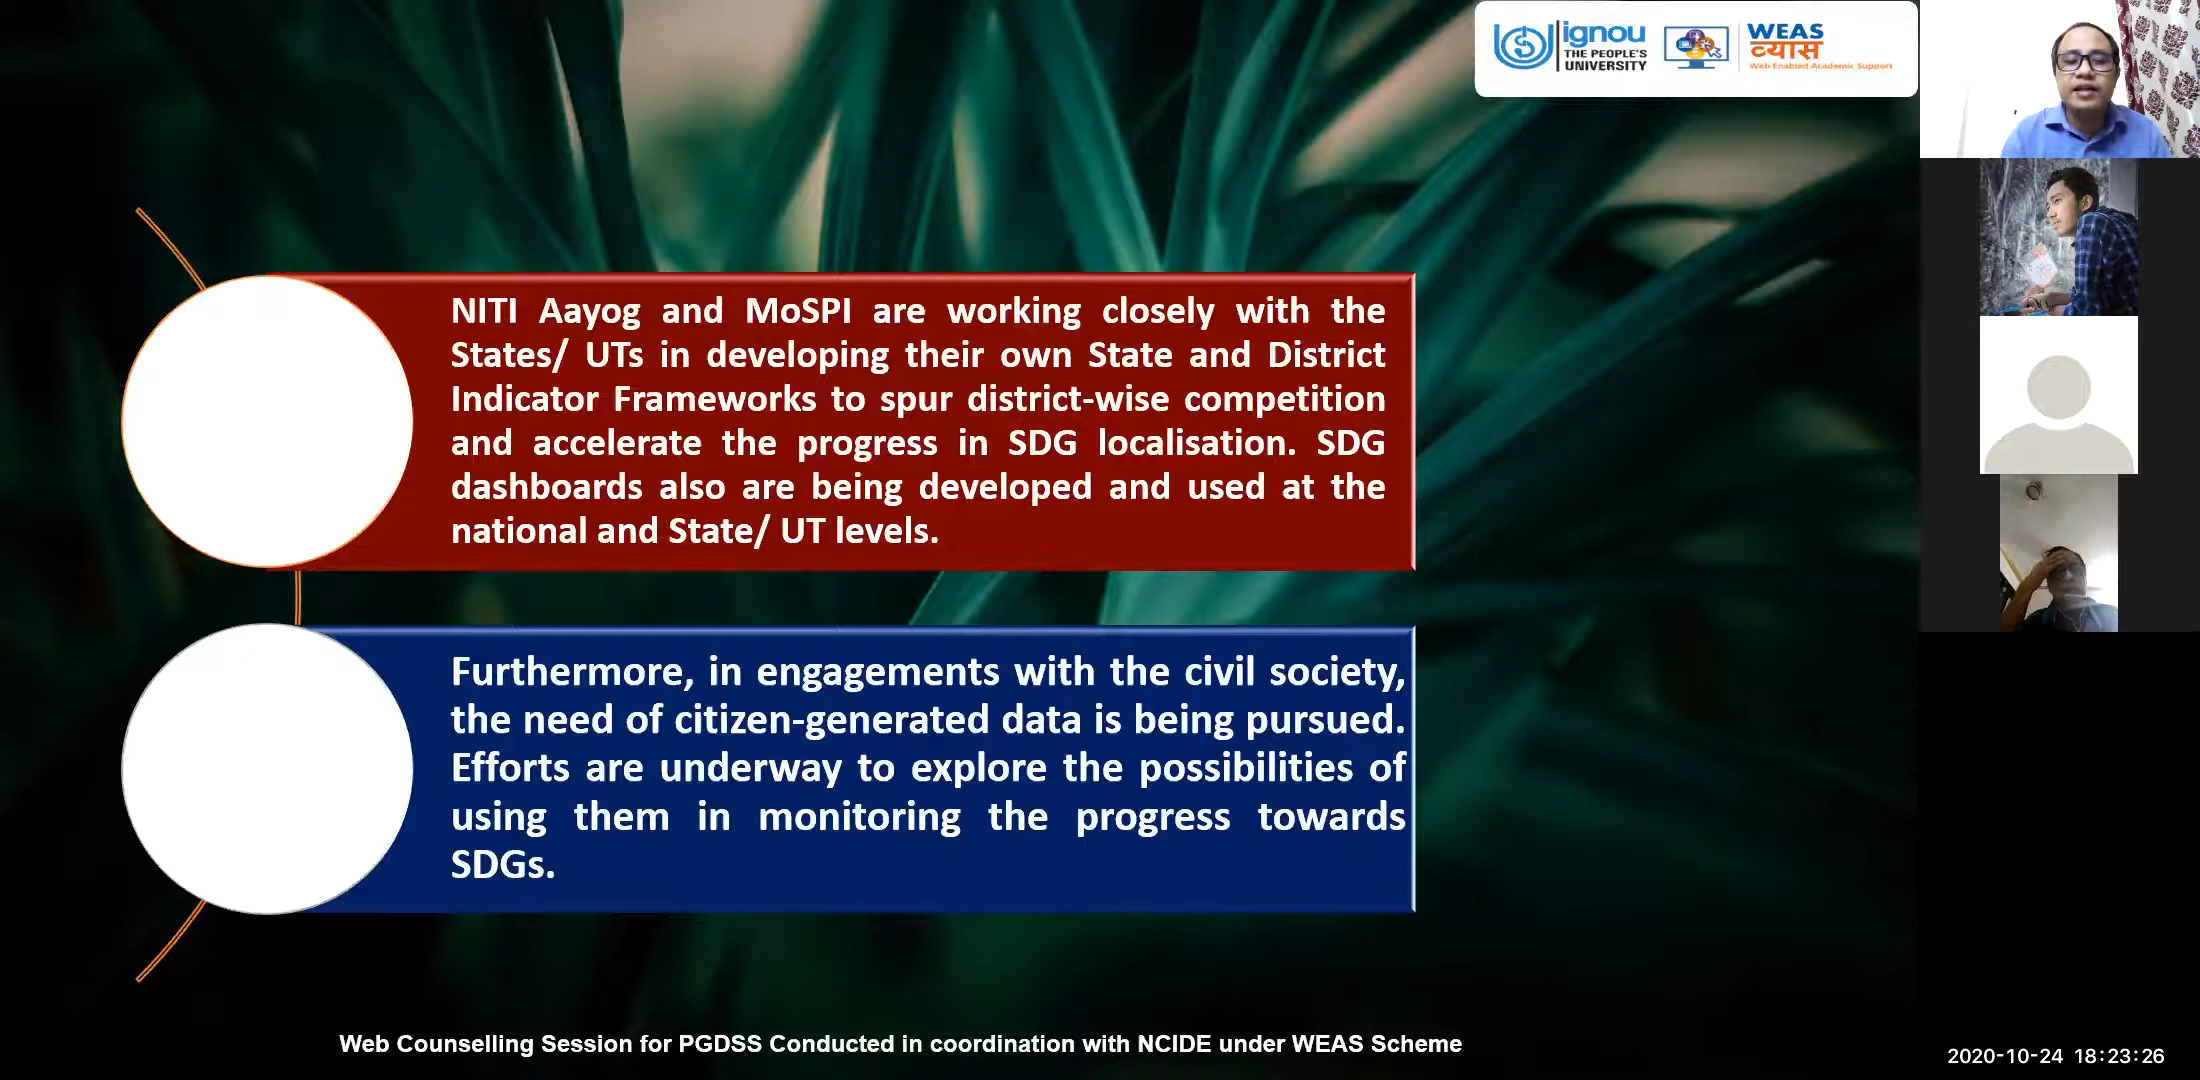 ignou
THE PEOPLE'S
UNIVERSITY
WEAS
व्यास
Web Enabled Academic Support
NITI Aayog and MoSPI are working closely with the
States/ UTs in developing their own State and District
Indicator Frameworks to spur district-wise competition
and accelerate the progress in SDG localisation. SDG
dashboards also are being developed and used at the
national and State/ UT levels.
Furthermore, in engagements with the civil society,
the need of citizen-generated data is being pursued.
Efforts are underway to explore the possibilities of
using them in monitoring the progress towards
SDGs.
Web Counselling Session for PGDSS Conducted in coordination with NCIDE under WEAS Scheme
2020-10-24 18:23:26